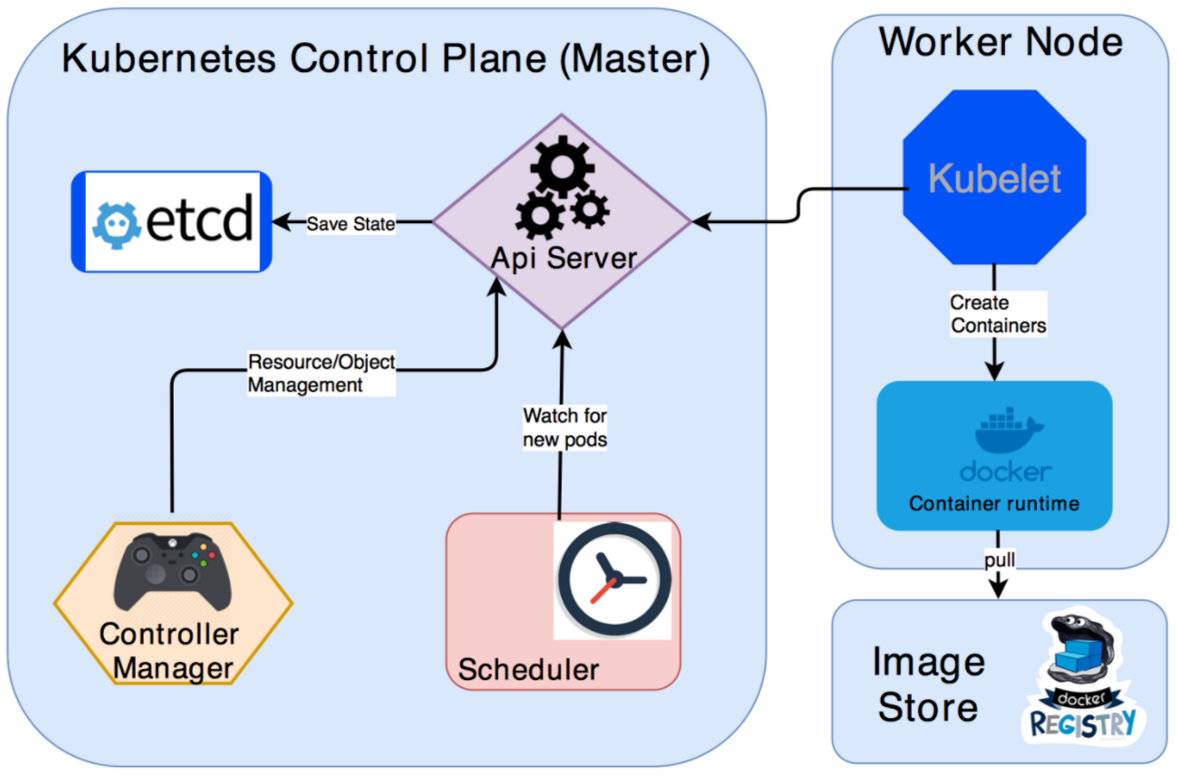 Kubernetes Control Plane (Master)
etcd
Save State
Api Server
Resource/Object
Management
Watch for
new pods
Controller
Manager
Scheduler
Worker Node
Kubelet
Create
Containers
docker
Container runtime
pull
Image
Store
docker
REGISTRY